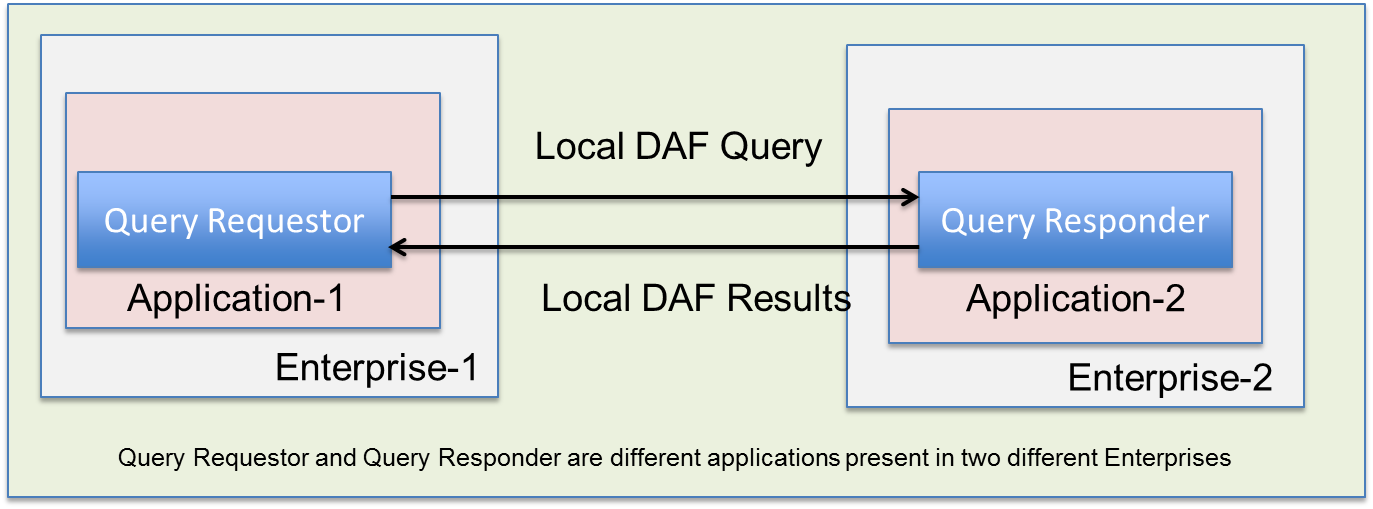 Local DAF Query
Query Requestor
Query Responder
Application-1
Local DAF Results
Application-2
Enterprise-1
Enterprise-2
Query Requestor and Query Responder are different applications present in two different Enterprises